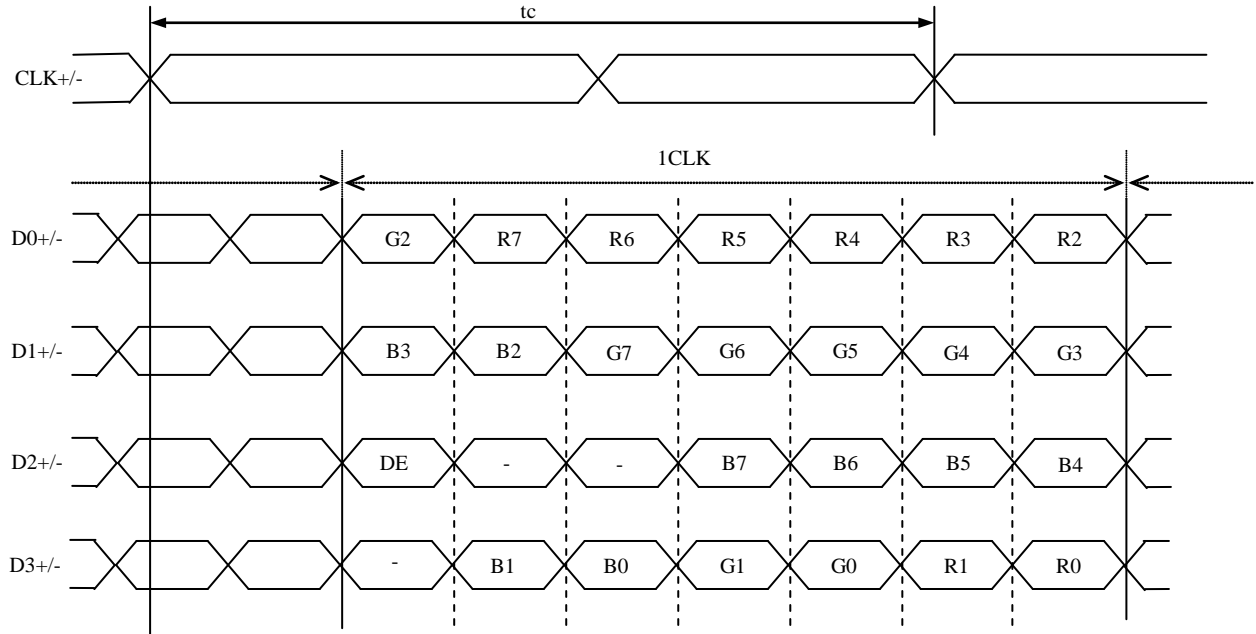 tc
CLK+/-
1CLK
D0+/- G2 R7 R6 R5 R4 R3 R2
D1+/- B3 B2 G7 G6 G5 G4 G3
D2+/- DE - - B7 B6 B5 B4
D3+/- - B1 B0 G1 G0 R1 R0